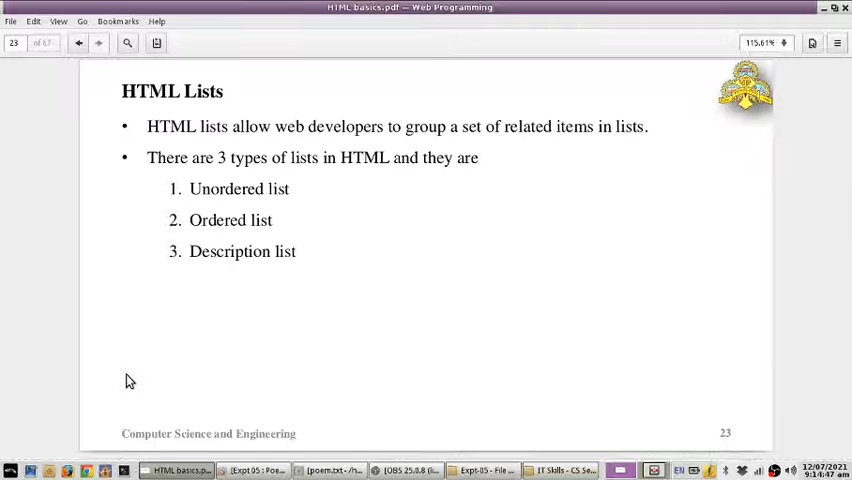 HTML basics.pdf — Web Programming
File Edit View Go Bookmarks Help
23 of 67 115.61%
HTML Lists
• HTML lists allow web developers to group a set of related items in lists.
• There are 3 types of lists in HTML and they are
1. Unordered list
2. Ordered list
3. Description list
Computer Science and Engineering 23
HTML basics.p... [Expt 05 : Poe... [poem.txt - /h... [OBS 25.0.8 (li... Expt-05 - File ... IT Skills - CS Se... EN 12/07/2021
9:14:47 am